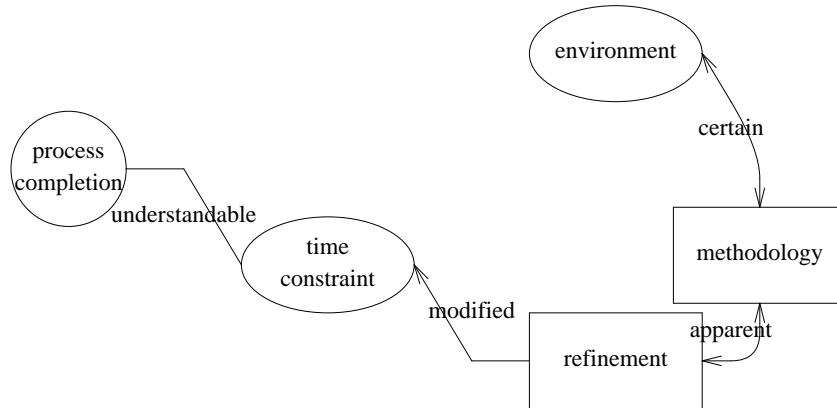 environment
certain
process
completion
understandable
time
constraint
methodology
modified
apparent
refinement